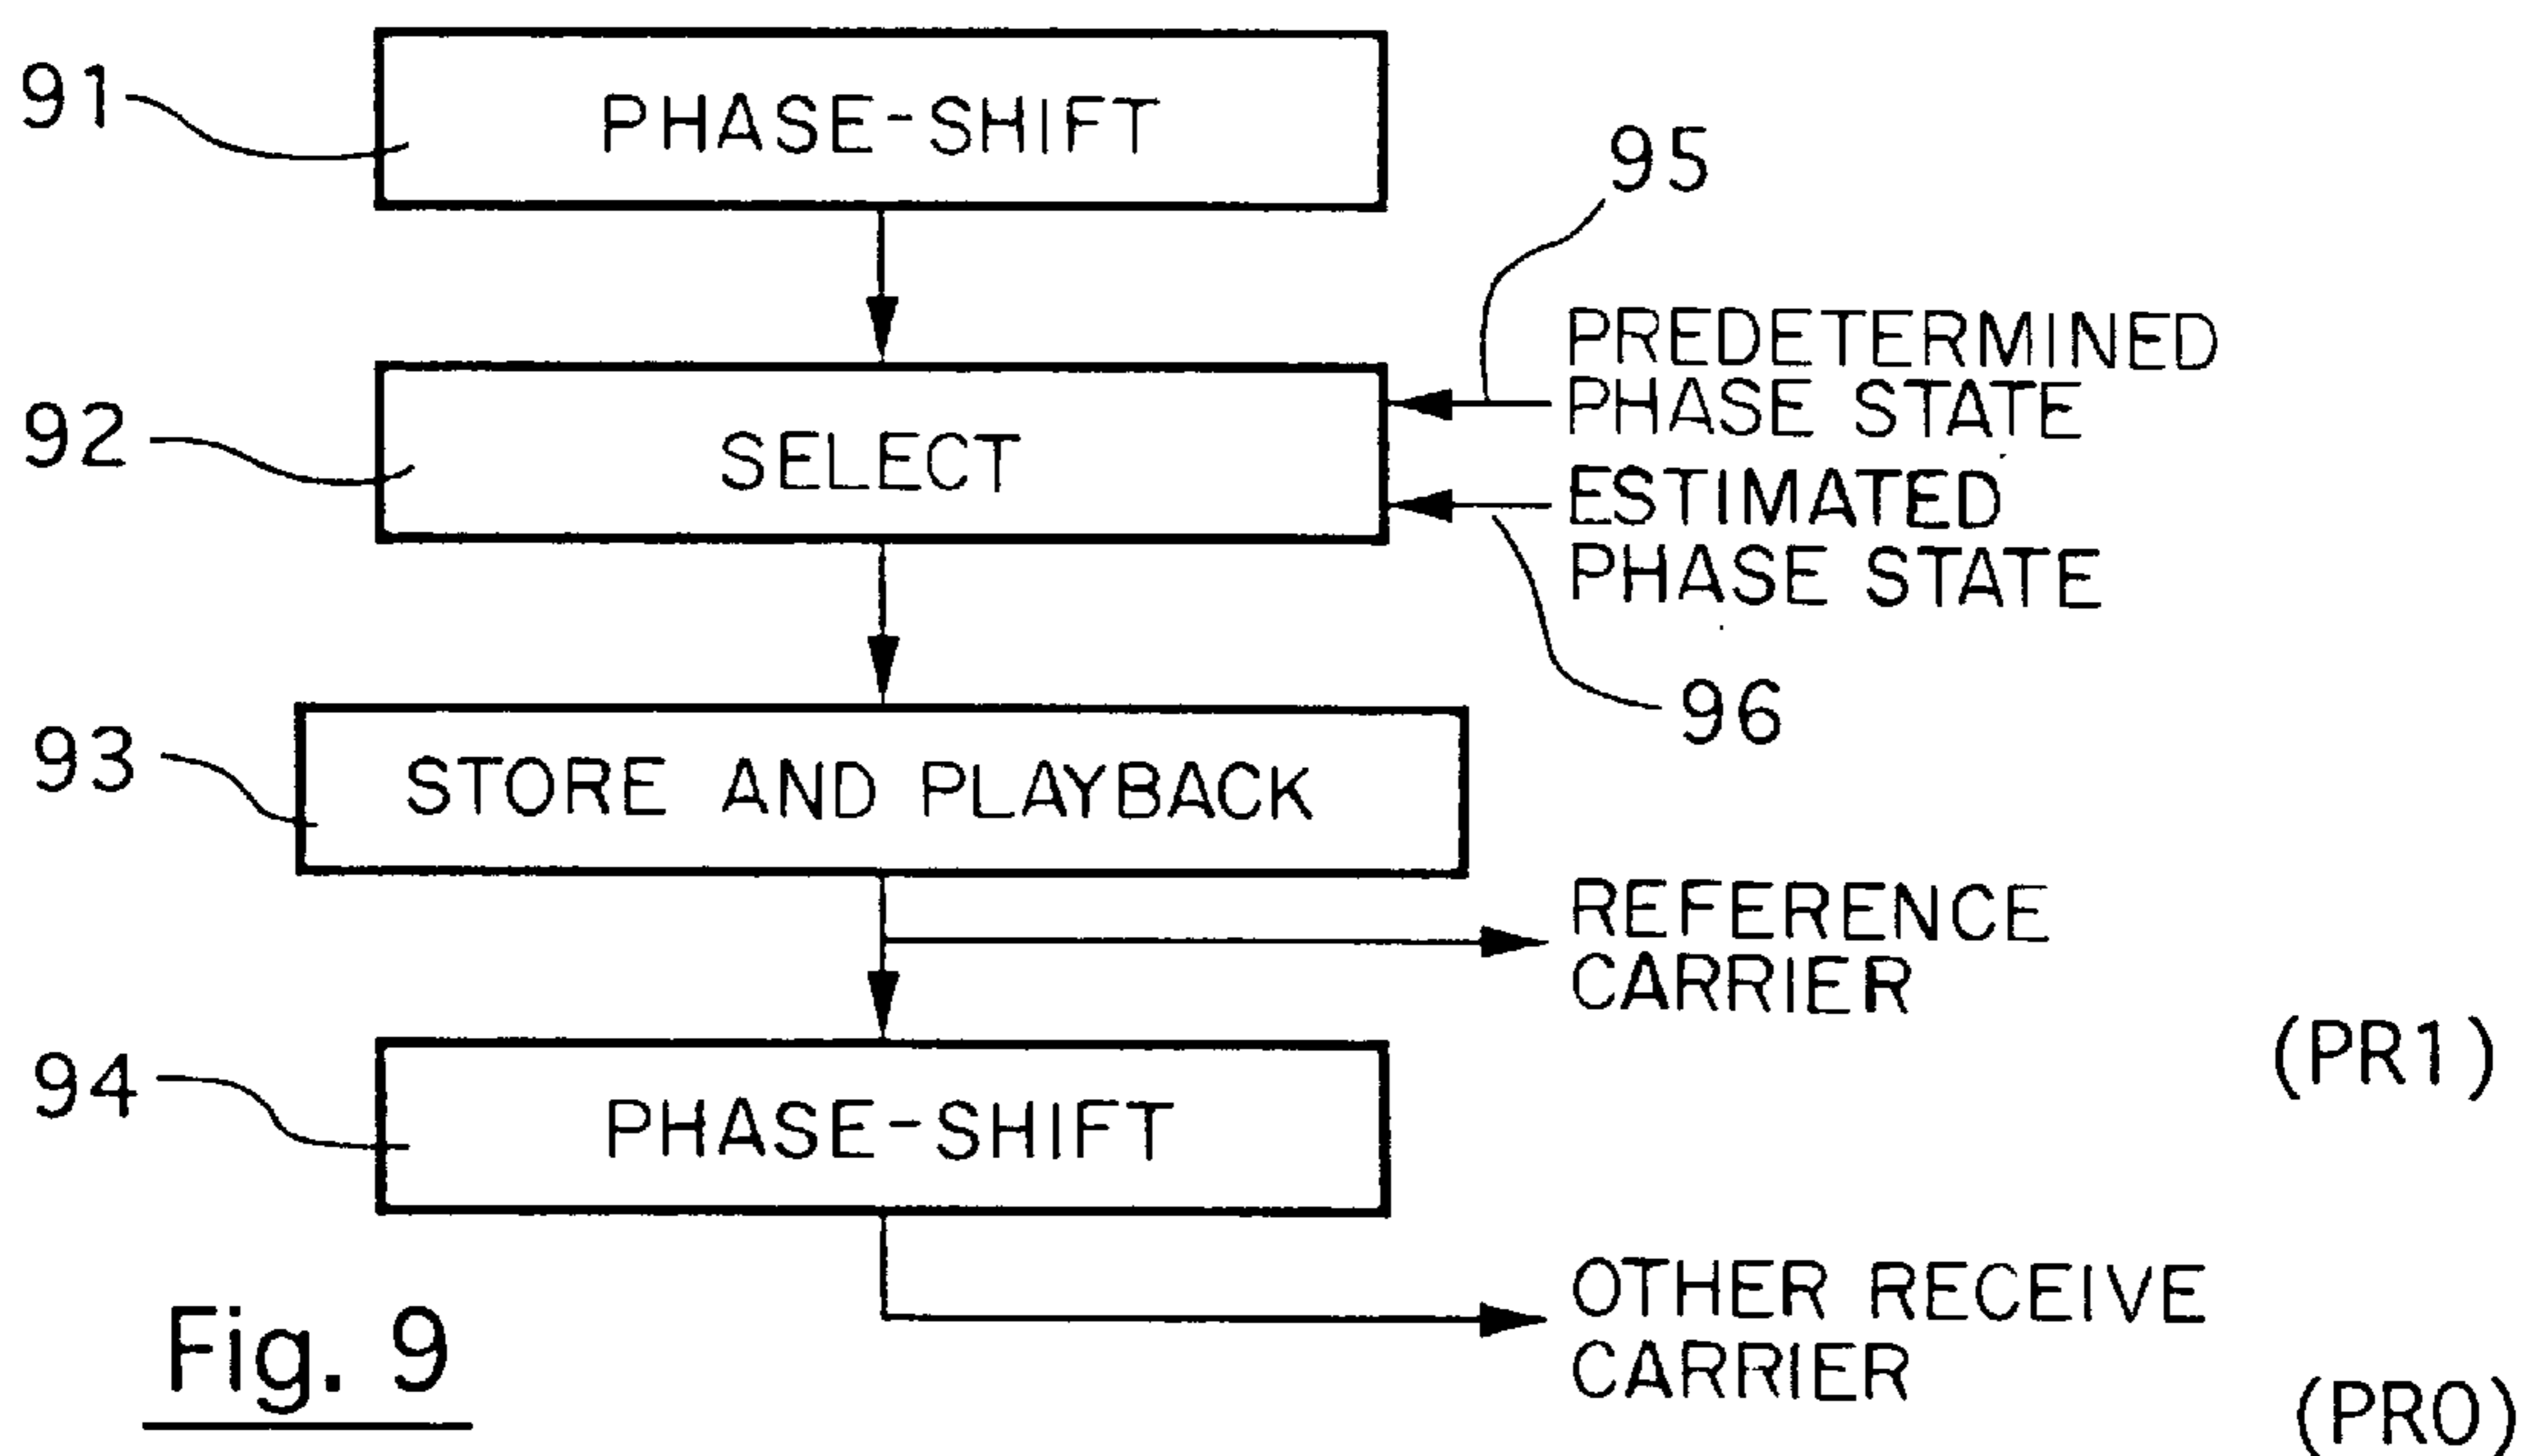 91
PHASE-SHIFT
95
PREDETERMINED
PHASE STATE
92
SELECT
ESTIMATED
PHASE STATE
96
93
STORE AND PLAYBACK
REFERENCE
CARRIER
(PR1)
94
PHASE-SHIFT
OTHER RECEIVE
CARRIER
(PR0)
Fig. 9